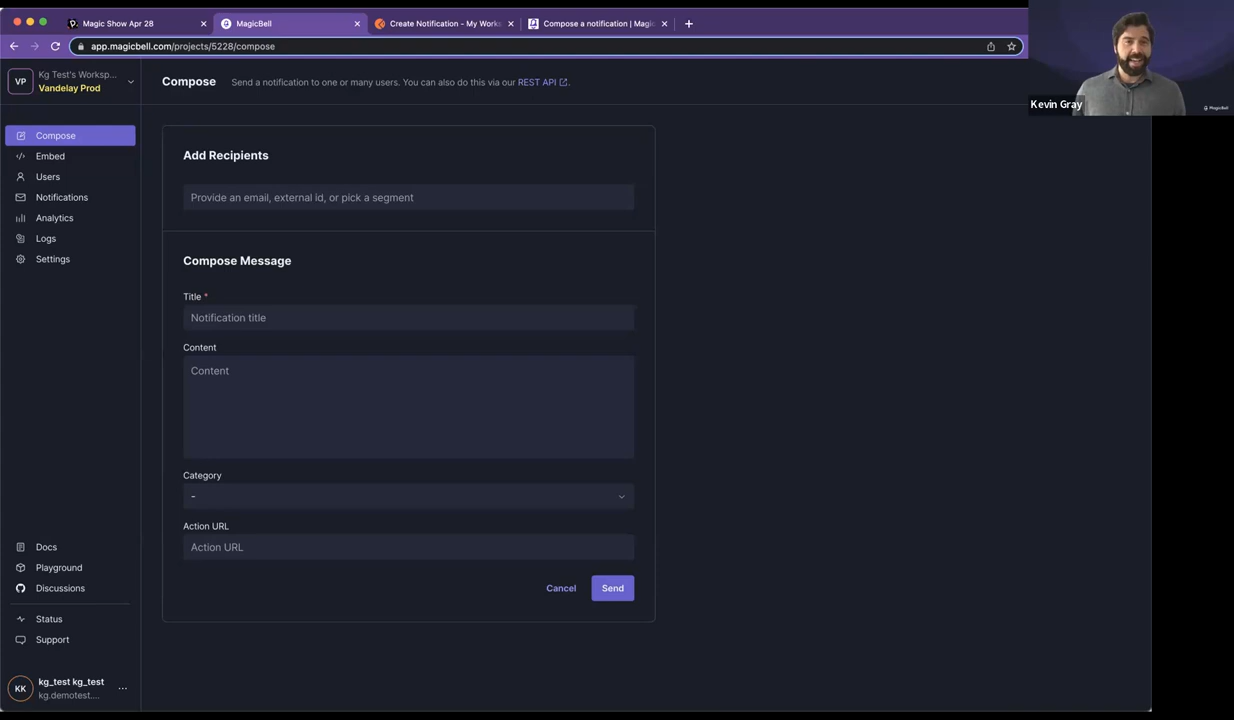 Magic Show Apr 28
MagicBell
Create Notification - My Works
Compose a notification | Magic
app.magicbell.com/projects/5228/compose
VP
Kg Test's Worksp...
Vandelay Prod
Compose
Send a notification to one or many users. You can also do this via our REST API.
Kevin Gray
MagicBell
Compose
Embed
Users
Notifications
Analytics
Logs
Settings
Add Recipients
Provide an email, external id, or pick a segment
Compose Message
Title *
Notification title
Content
Content
Category
-
Action URL
Action URL
Cancel
Send
Docs
Playground
Discussions
Status
Support
KK
kg_test kg_test
kg.demotest....
...